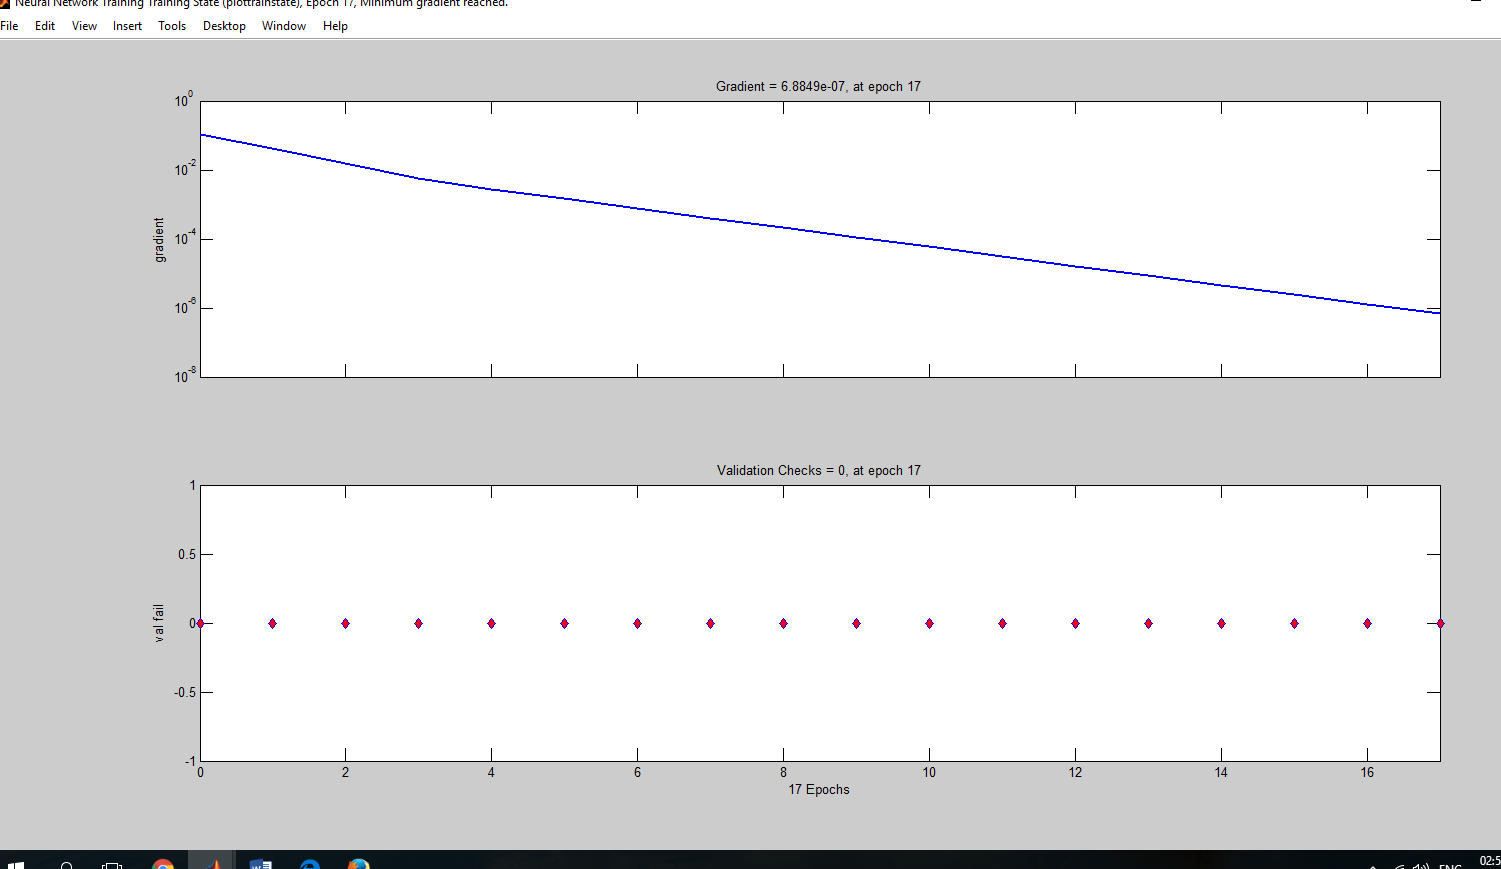 Neural Network Training Training State (plottrainstate), Epoch 17, Minimum gradient reached.
File Edit View Insert Tools Desktop Window Help
Gradient = 6.8849e-07, at epoch 17
10^0
10^-2
10^-4
10^-6
10^-8
gradient
Validation Checks = 0, at epoch 17
1
0.5
0
-0.5
-1
val fail
0 2 4 6 8 10 12 14 16
17 Epochs
ENG
02:5